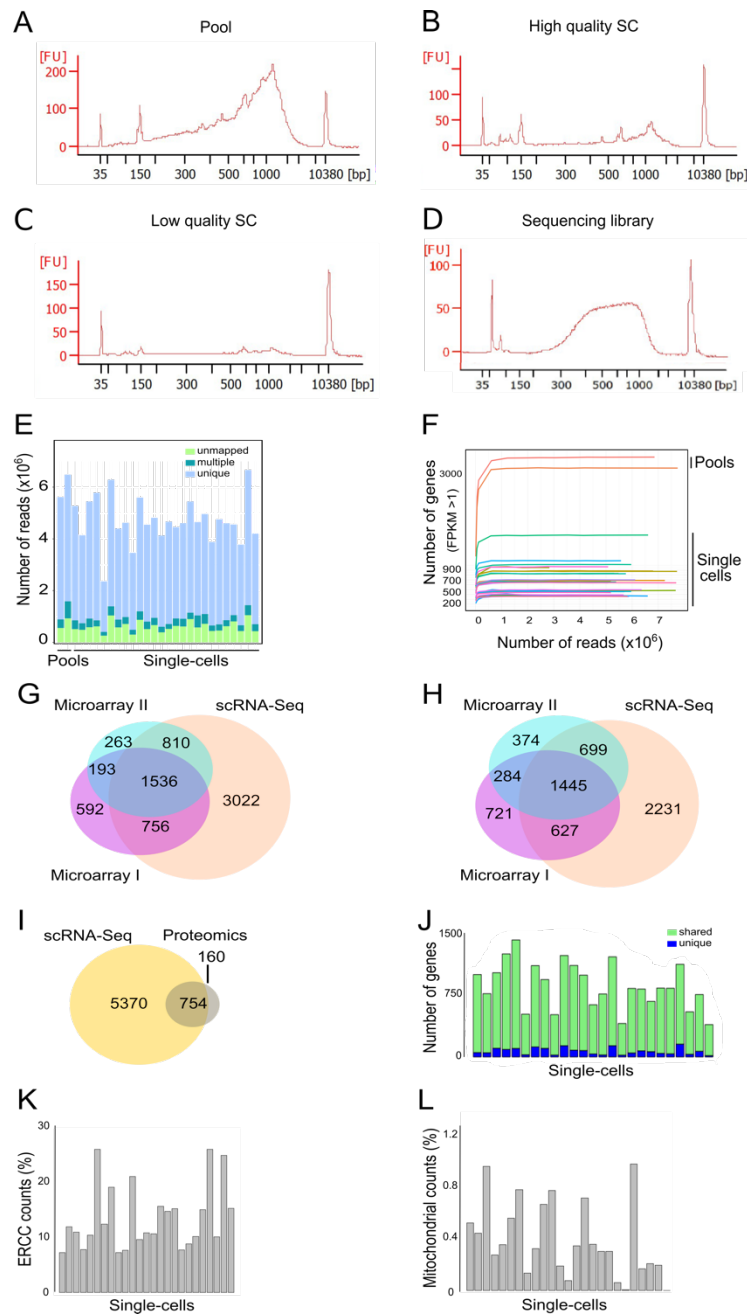 A
Pool
[FU]
200
100
0
35 150 300 500 1000 10380 [bp]
B
High quality SC
[FU]
100
50
0
35 150 300 500 1000 10380 [bp]
C
Low quality SC
[FU]
150
100
50
0
35 150 300 500 1000 10380 [bp]
D
Sequencing library
[FU]
100
50
0
35 150 300 500 1000 10380 [bp]
E
Number of reads (x10⁶)
6
4
2
0
unmapped
multiple
unique
Pools Single-cells
F
Number of genes
(FPKM >1)
3000
900
700
500
200
0 1 2 3 4 5 6 7
Number of reads (x10⁶)
Pools
Single
cells
G
Microarray II scRNA-Seq
263 810
193
1536
592 3022
756
Microarray I
H
Microarray II scRNA-Seq
374 699
284
1445
721 2231
627
Microarray I
I
scRNA-Seq Proteomics
160
5370 754
J
Number of genes
1500
750
0
shared
unique
Single-cells
K
ERCC counts (%)
30
20
10
0
Single-cells
L
Mitochondrial counts (%)
1.2
0.8
0.4
0
Single-cells